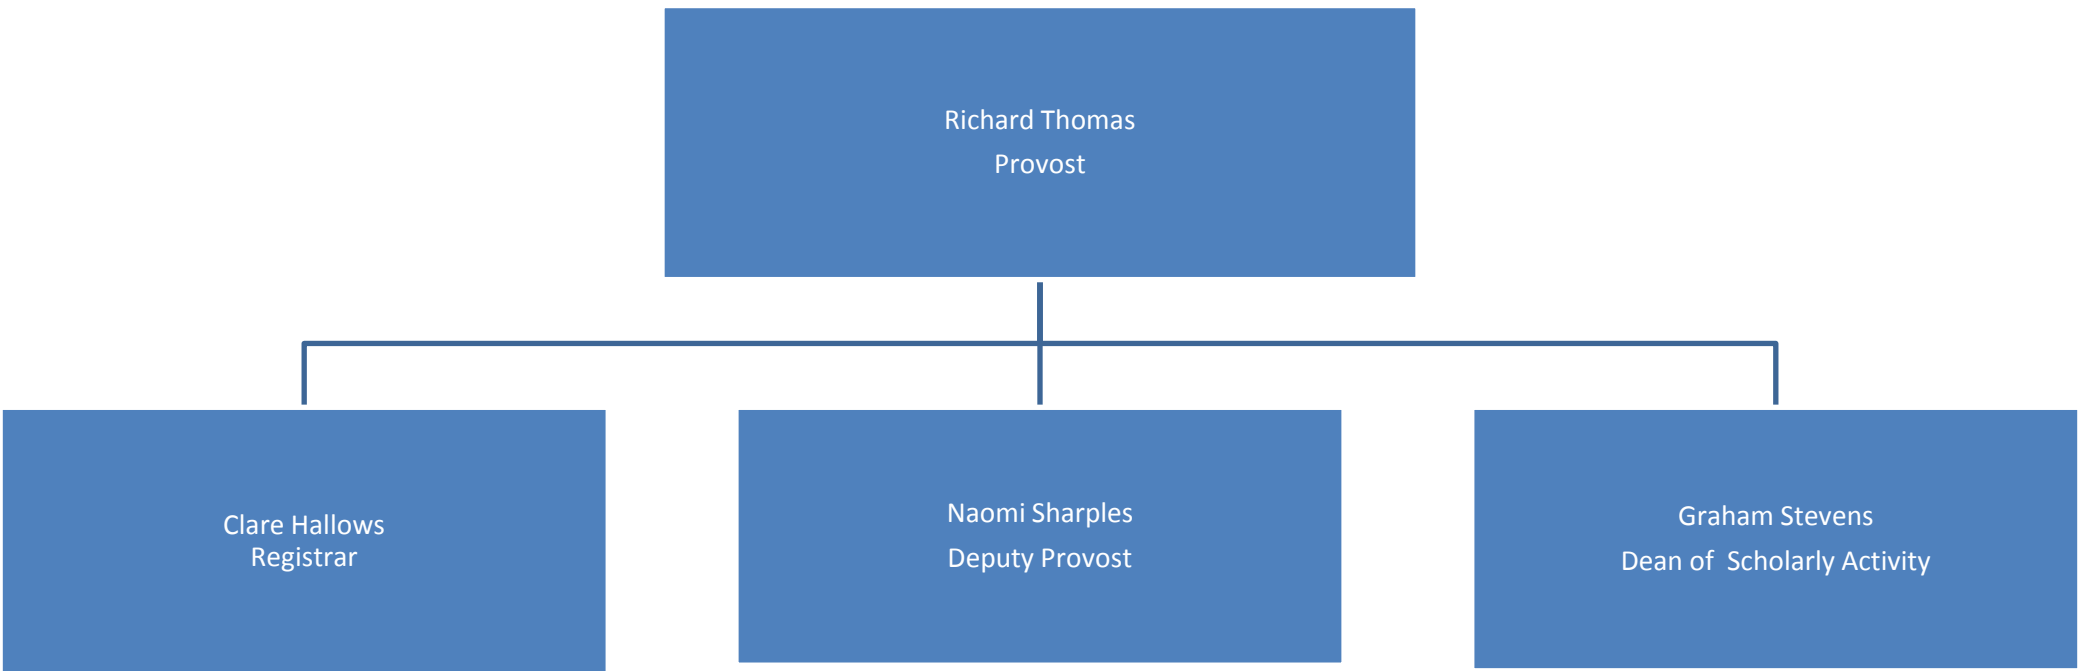 Richard Thomas
Provost
Clare Hallows
Registrar
Naomi Sharples
Deputy Provost
Graham Stevens
Dean of  Scholarly Activity